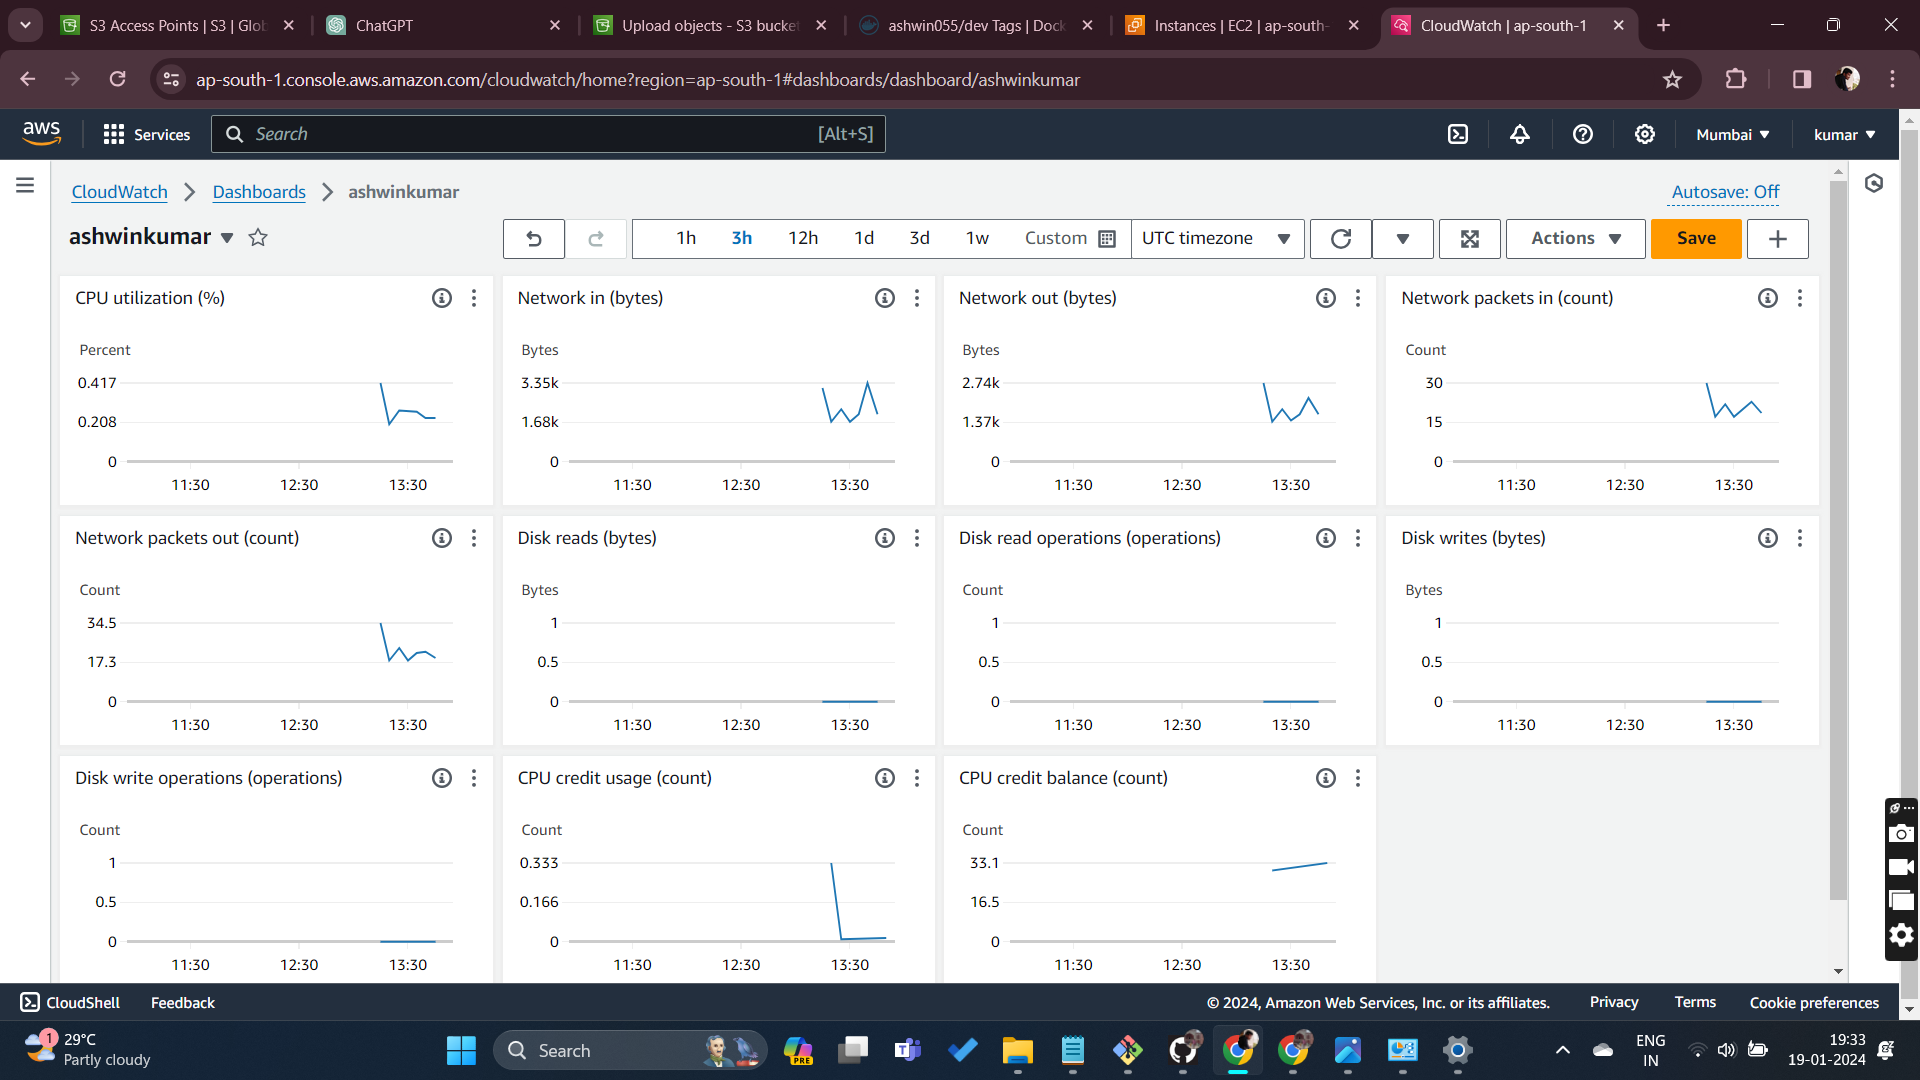 S3 Access Points | S3 | Glob
ChatGPT
Upload objects - S3 bucket
ashwin055/dev Tags | Dock
Instances | EC2 | ap-south-
CloudWatch | ap-south-1
ap-south-1.console.aws.amazon.com/cloudwatch/home?region=ap-south-1#dashboards/dashboard/ashwinkumar
aws
Services
Search
[Alt+S]
Mumbai
kumar
CloudWatch
Dashboards
ashwinkumar
Autosave: Off
ashwinkumar
1h 3h 12h 1d 3d 1w Custom
UTC timezone
Actions
Save
CPU utilization (%)
Percent
0.417
0.208
0
11:30 12:30 13:30
Network in (bytes)
Bytes
3.35k
1.68k
0
11:30 12:30 13:30
Network out (bytes)
Bytes
2.74k
1.37k
0
11:30 12:30 13:30
Network packets in (count)
Count
30
15
0
11:30 12:30 13:30
Network packets out (count)
Count
34.5
17.3
0
11:30 12:30 13:30
Disk reads (bytes)
Bytes
1
0.5
0
11:30 12:30 13:30
Disk read operations (operations)
Count
1
0.5
0
11:30 12:30 13:30
Disk writes (bytes)
Bytes
1
0.5
0
11:30 12:30 13:30
Disk write operations (operations)
Count
1
0.5
0
11:30 12:30 13:30
CPU credit usage (count)
Count
0.333
0.166
0
11:30 12:30 13:30
CPU credit balance (count)
Count
33.1
16.5
0
11:30 12:30 13:30
CloudShell
Feedback
© 2024, Amazon Web Services, Inc. or its affiliates.
Privacy
Terms
Cookie preferences
1
29°C
Partly cloudy
Search
PRE
ENG
IN
19:33
19-01-2024